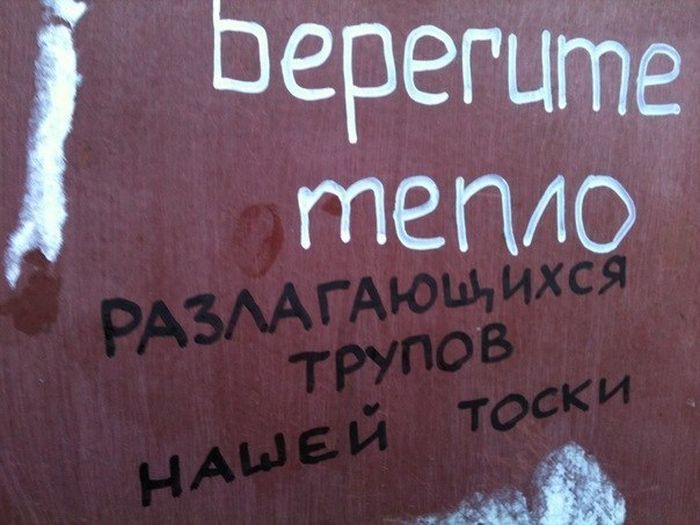 Берегите
тепло
РАЗЛАГАЮЩИХСЯ
ТРУПОВ
НАШЕЙ ТОСКИ